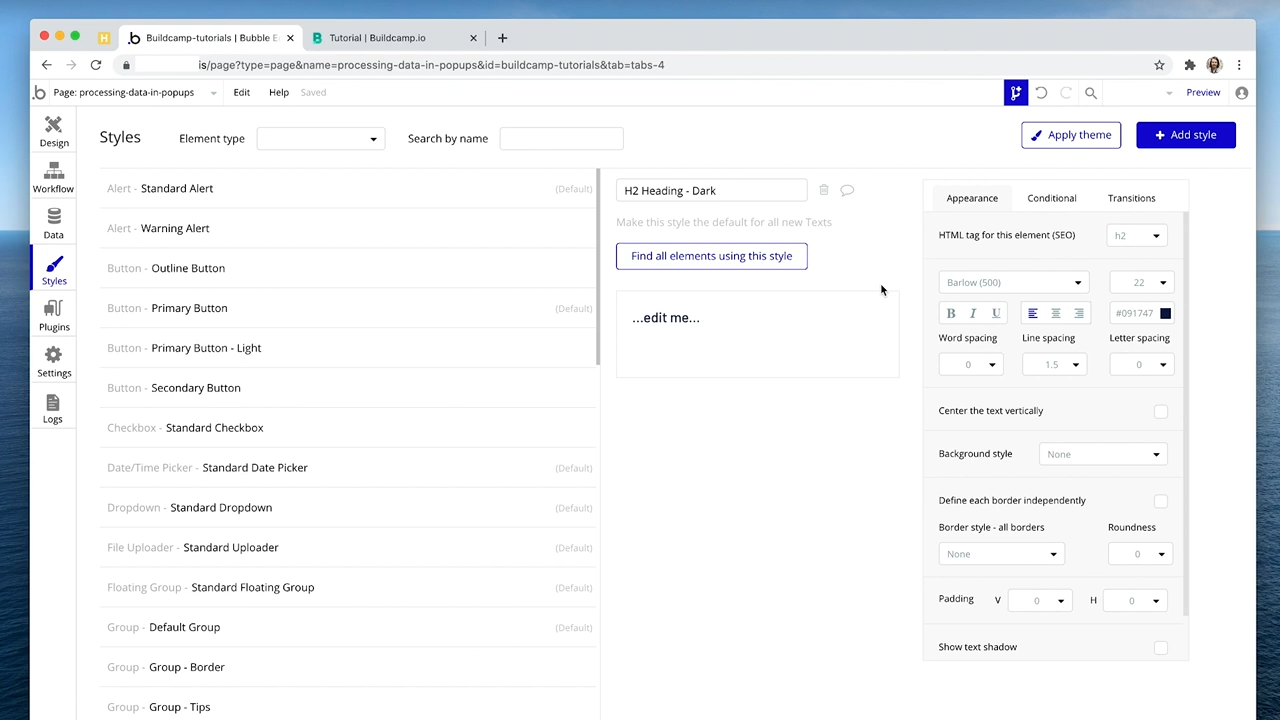 H
Buildcamp-tutorials | Bubble E
Tutorial | Buildcamp.io
is/page?type=page&name=processing-data-in-popups&id=buildcamp-tutorials&tab=tabs-4
Page: processing-data-in-popups
Edit
Help
Saved
Preview
Design
Workflow
Data
Styles
Plugins
Settings
Logs
Styles
Element type
Search by name
Apply theme
+ Add style
Alert - Standard Alert (Default)
Alert - Warning Alert
Button - Outline Button
Button - Primary Button (Default)
Button - Primary Button - Light
Button - Secondary Button
Checkbox - Standard Checkbox (Default)
Date/Time Picker - Standard Date Picker (Default)
Dropdown - Standard Dropdown (Default)
File Uploader - Standard Uploader (Default)
Floating Group - Standard Floating Group (Default)
Group - Default Group (Default)
Group - Group - Border
Group - Group - Tips
H2 Heading - Dark
Make this style the default for all new Texts
Find all elements using this style
...edit me...
Appearance
Conditional
Transitions
HTML tag for this element (SEO)
h2
Barlow (500)
22
B I U
#091747
Word spacing
Line spacing
Letter spacing
0
1.5
0
Center the text vertically
Background style
None
Define each border independently
Border style - all borders
Roundness
None
0
Padding
V
0
H
0
Show text shadow